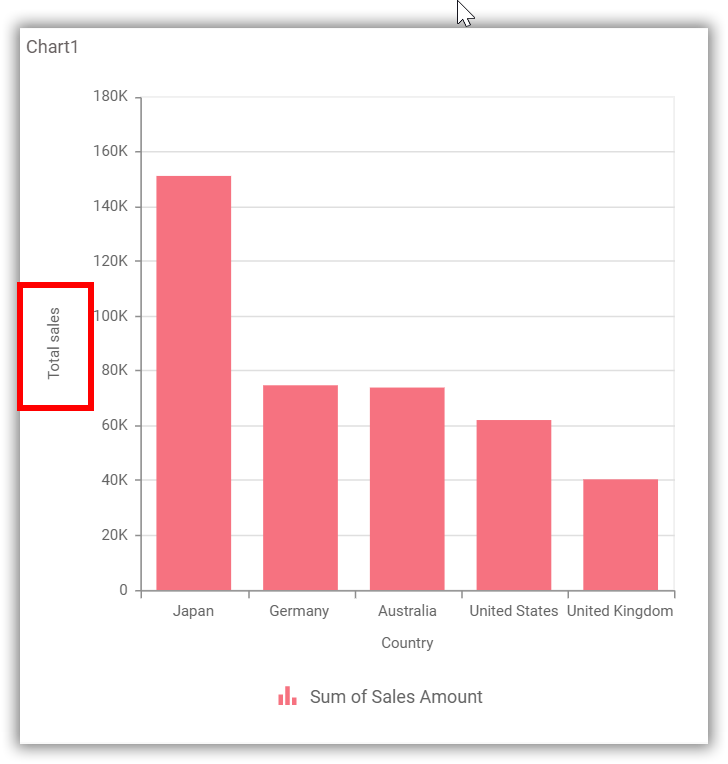 Chart1
180K
160K
140K
120K
100K
80K
60K
40K
20K
0
Total sales
Japan Germany Australia United States United Kingdom
Country
Sum of Sales Amount